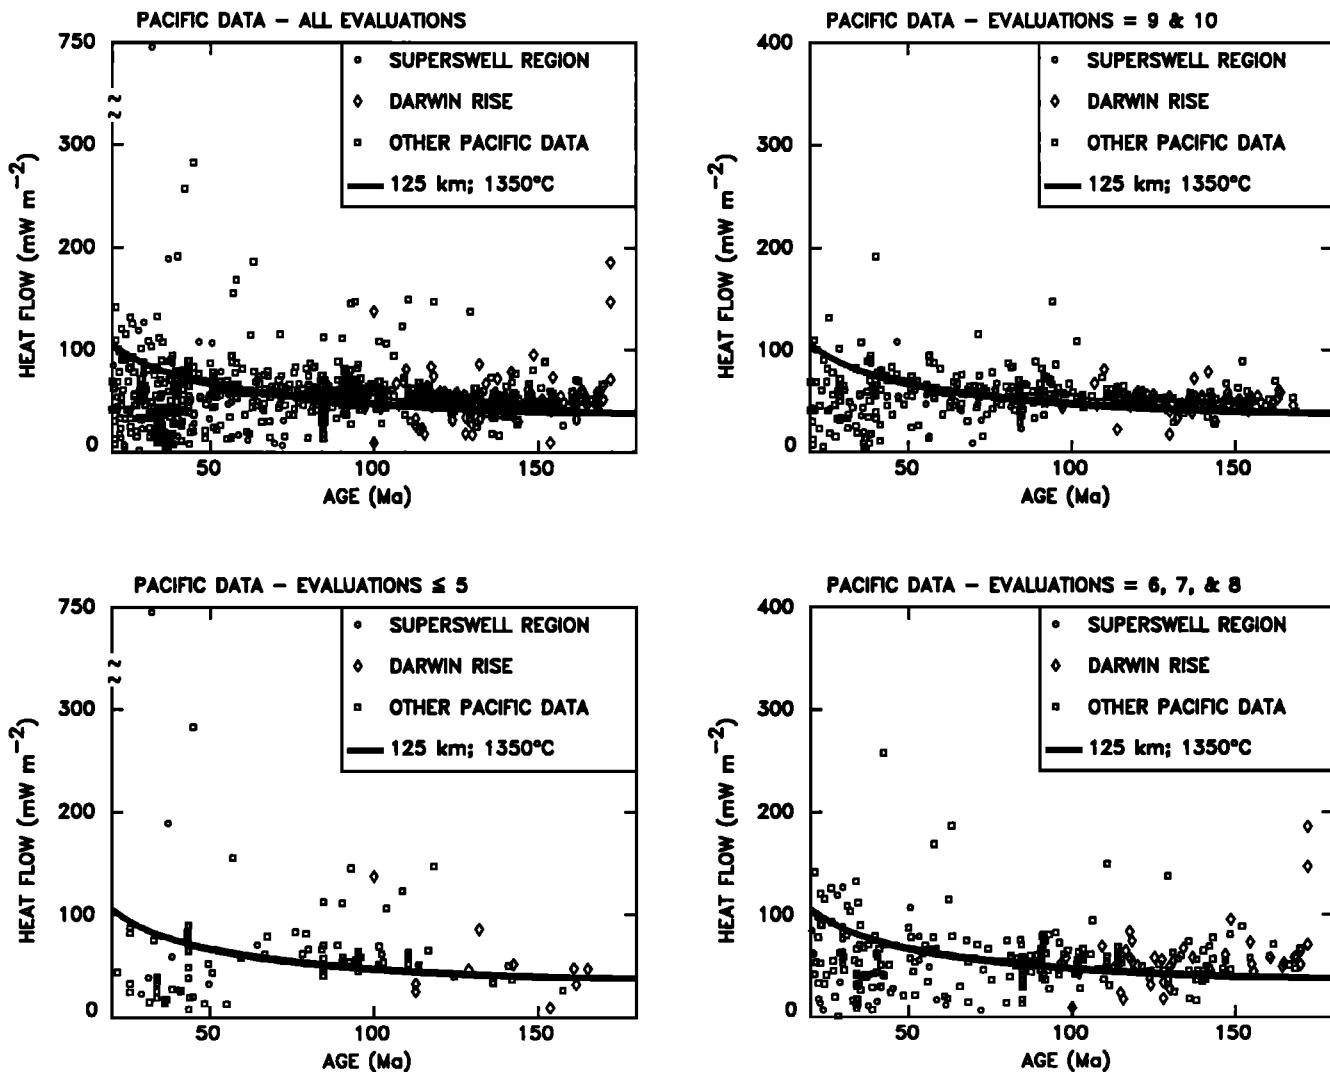 PACIFIC DATA – ALL EVALUATIONS
750
300
200
100
0
HEAT FLOW (mW m−2)
SUPERSWELL REGION
DARWIN RISE
OTHER PACIFIC DATA
125 km; 1350°C
50
100
150
AGE (Ma)
PACIFIC DATA – EVALUATIONS = 9 & 10
400
300
200
100
0
HEAT FLOW (mW m−2)
SUPERSWELL REGION
DARWIN RISE
OTHER PACIFIC DATA
125 km; 1350°C
50
100
150
AGE (Ma)
PACIFIC DATA – EVALUATIONS ≤ 5
750
300
200
100
0
HEAT FLOW (mW m−2)
SUPERSWELL REGION
DARWIN RISE
OTHER PACIFIC DATA
125 km; 1350°C
50
100
150
AGE (Ma)
PACIFIC DATA – EVALUATIONS = 6, 7, & 8
400
300
200
100
0
HEAT FLOW (mW m−2)
SUPERSWELL REGION
DARWIN RISE
OTHER PACIFIC DATA
125 km; 1350°C
50
100
150
AGE (Ma)